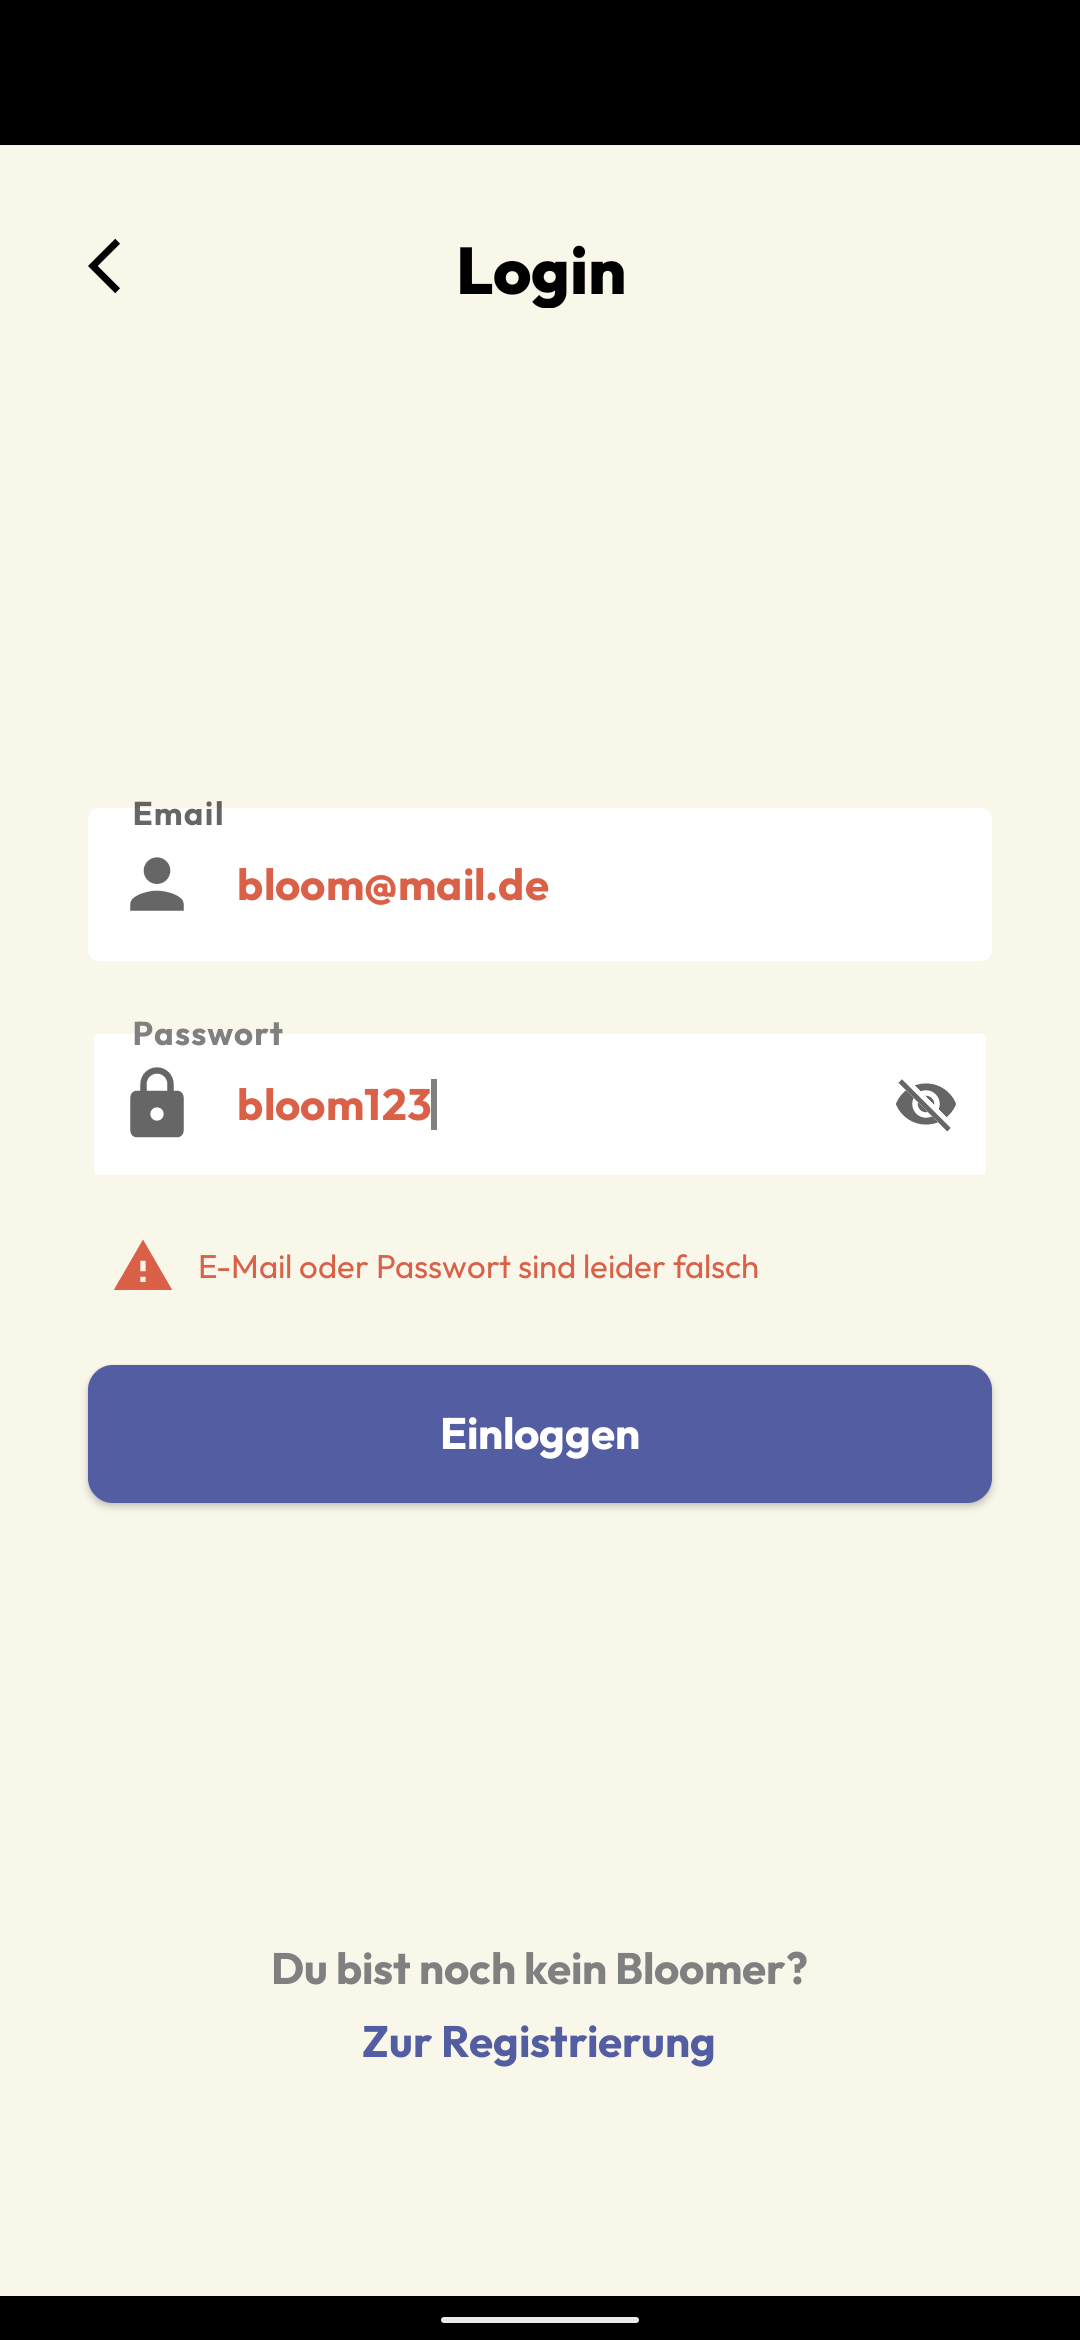 Login
Email
bloom@mail.de
Passwort
bloom123
E-Mail oder Passwort sind leider falsch
Einloggen
Du bist noch kein Bloomer?
Zur Registrierung